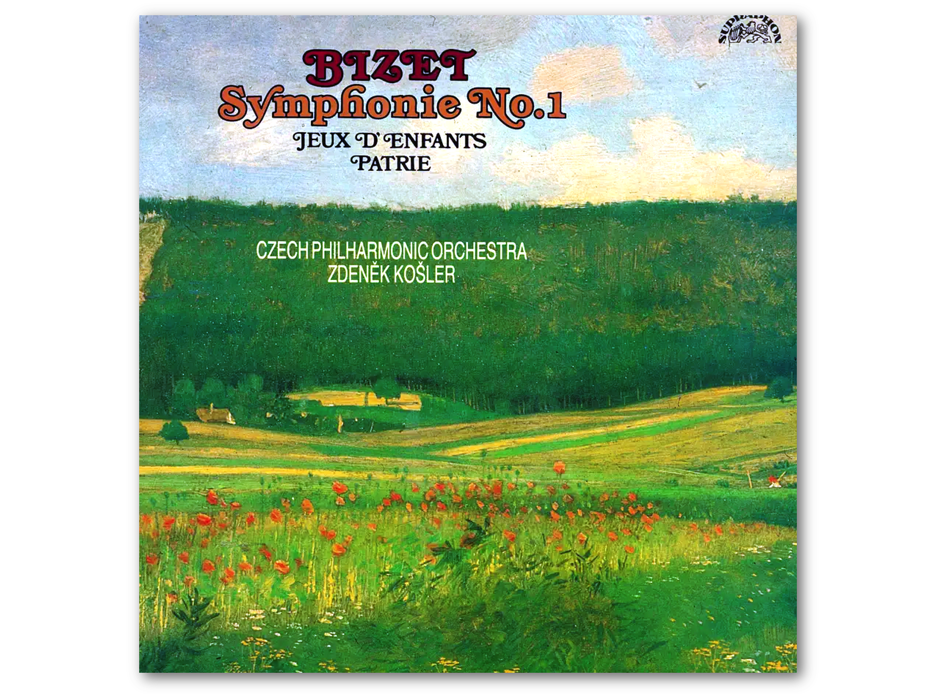 SUPRAPHON
BIZET
Symphonie No.1
JEUX D' ENFANTS
PATRIE
CZECH PHILHARMONIC ORCHESTRA
ZDENĚK KOŠLER